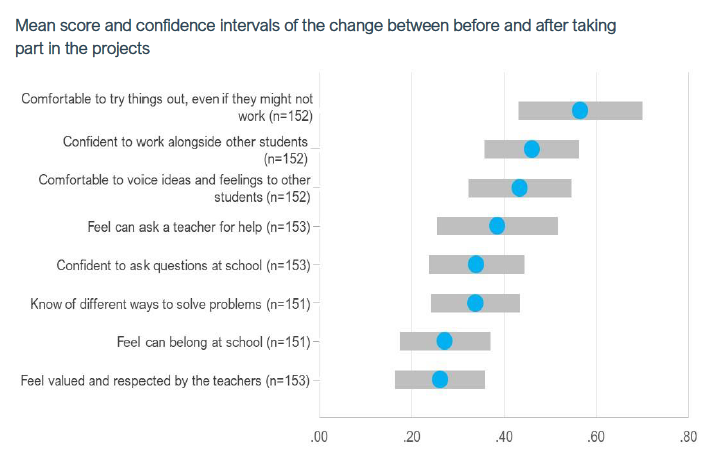 Mean score and confidence intervals of the change between before and after taking
part in the projects
Comfortable to try things out, even if they might not
work (n=152)
Confident to work alongside other students
(n=152)
Comfortable to voice ideas and feelings to other
students (n=152)
Feel can ask a teacher for help (n=153)
Confident to ask questions at school (n=153)
Know of different ways to solve problems (n=151)
Feel can belong at school (n=151)
Feel valued and respected by the teachers (n=153)
.00 .20 .40 .60 .80